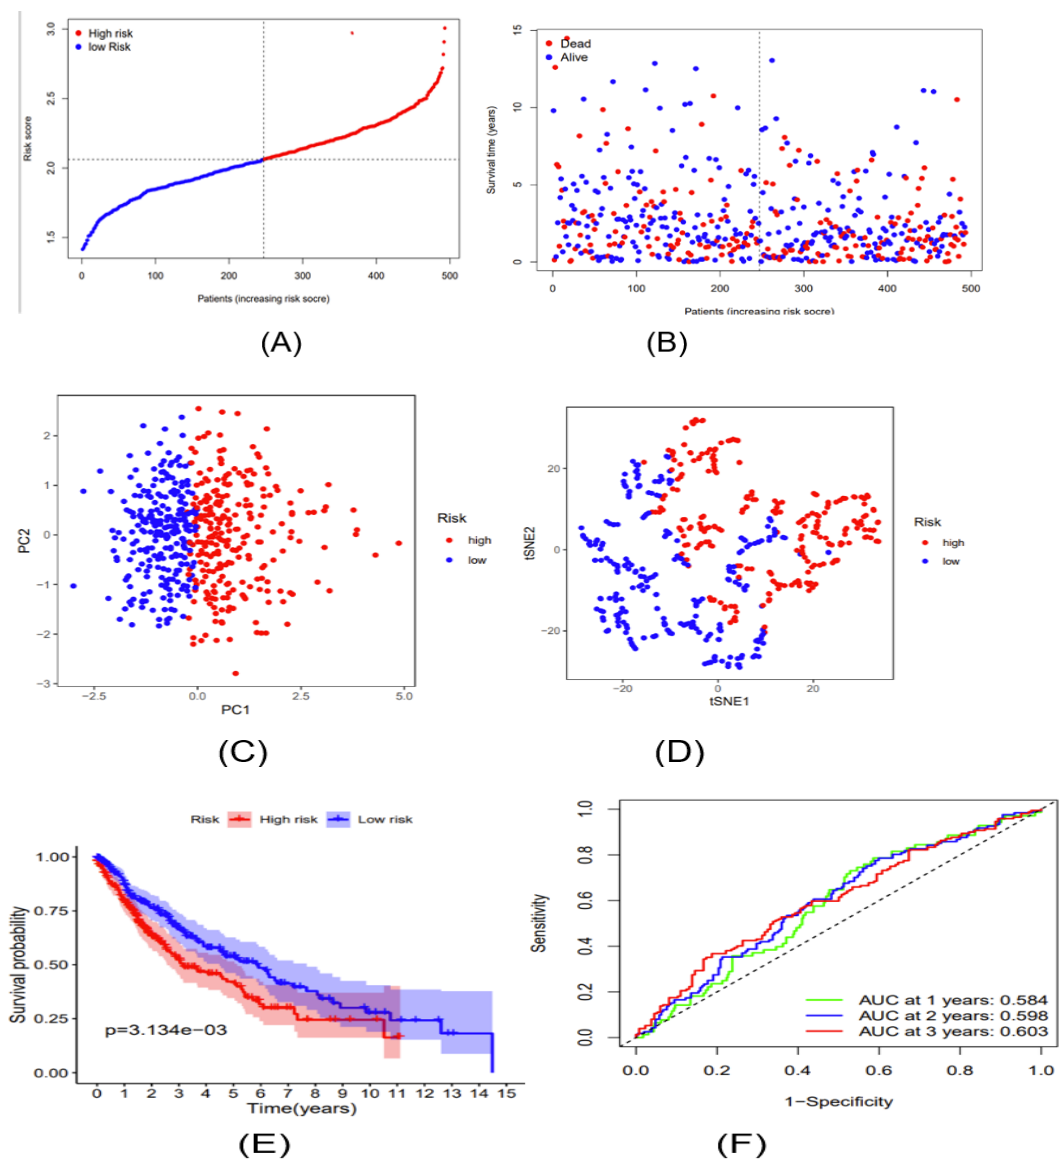 High risk
low Risk
Risk score
3.0
2.5
2.0
1.5
0
100
200
300
400
500
Patients (increasing risk socre)
(A)
Dead
Alive
Survival time (years)
15
10
5
0
0
100
200
300
400
500
Patients (increasing risk socre)
(B)
PC2
2
1
0
−1
−2
−3
−2.5
0.0
2.5
5.0
PC1
Risk
high
low
(C)
tSNE2
20
0
−20
−20
0
20
tSNE1
Risk
high
low
(D)
Risk High risk Low risk
Survival probability
1.00
0.75
0.50
0.25
0.00
p=3.134e−03
0 1 2 3 4 5 6 7 8 9 10 11 12 13 14 15
Time(years)
(E)
Sensitivity
1.0
0.8
0.6
0.4
0.2
0.0
AUC at 1 years: 0.584
AUC at 2 years: 0.598
AUC at 3 years: 0.603
0.0 0.2 0.4 0.6 0.8 1.0
1−Specificity
(F)